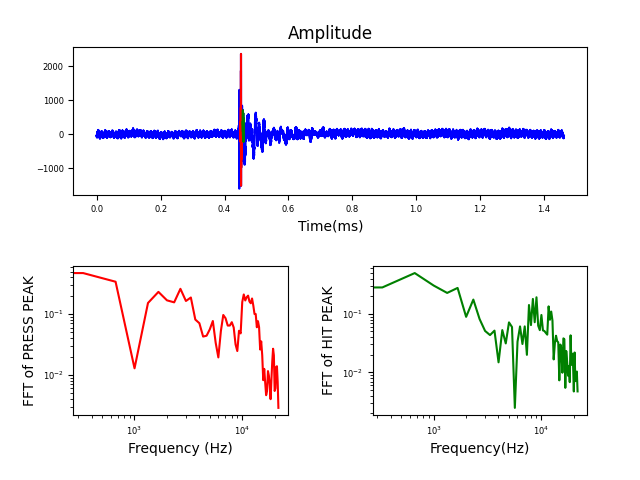 Amplitude
2000
1000
0
−1000
0.0 0.2 0.4 0.6 0.8 1.0 1.2 1.4
Time(ms)
FFT of PRESS PEAK
10⁻¹
10⁻²
10³ 10⁴
Frequency (Hz)
FFT of HIT PEAK
10⁻¹
10⁻²
10³ 10⁴
Frequency(Hz)